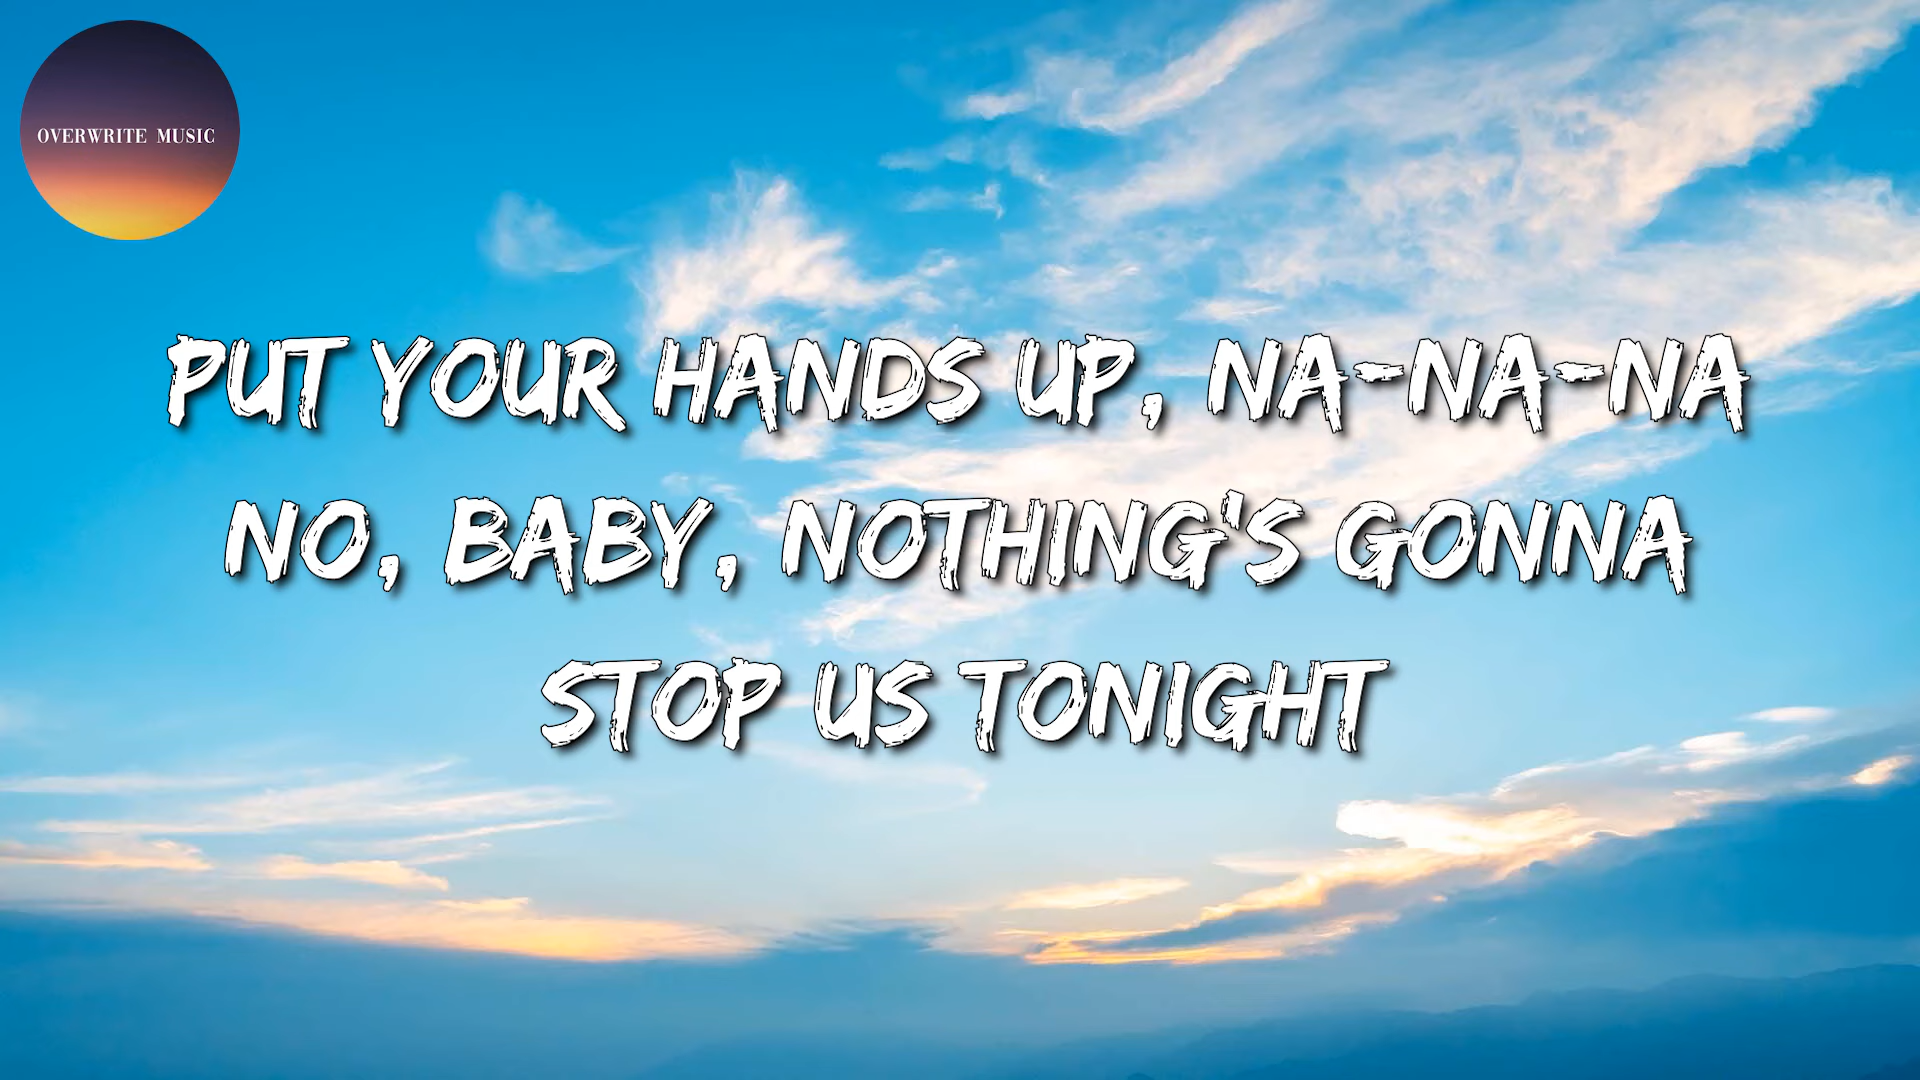 OVERWRITE MUSIC
PUT YOUR HANDS UP, NA-NA-NA
NO, BABY, NOTHING'S GONNA
STOP US TONIGHT